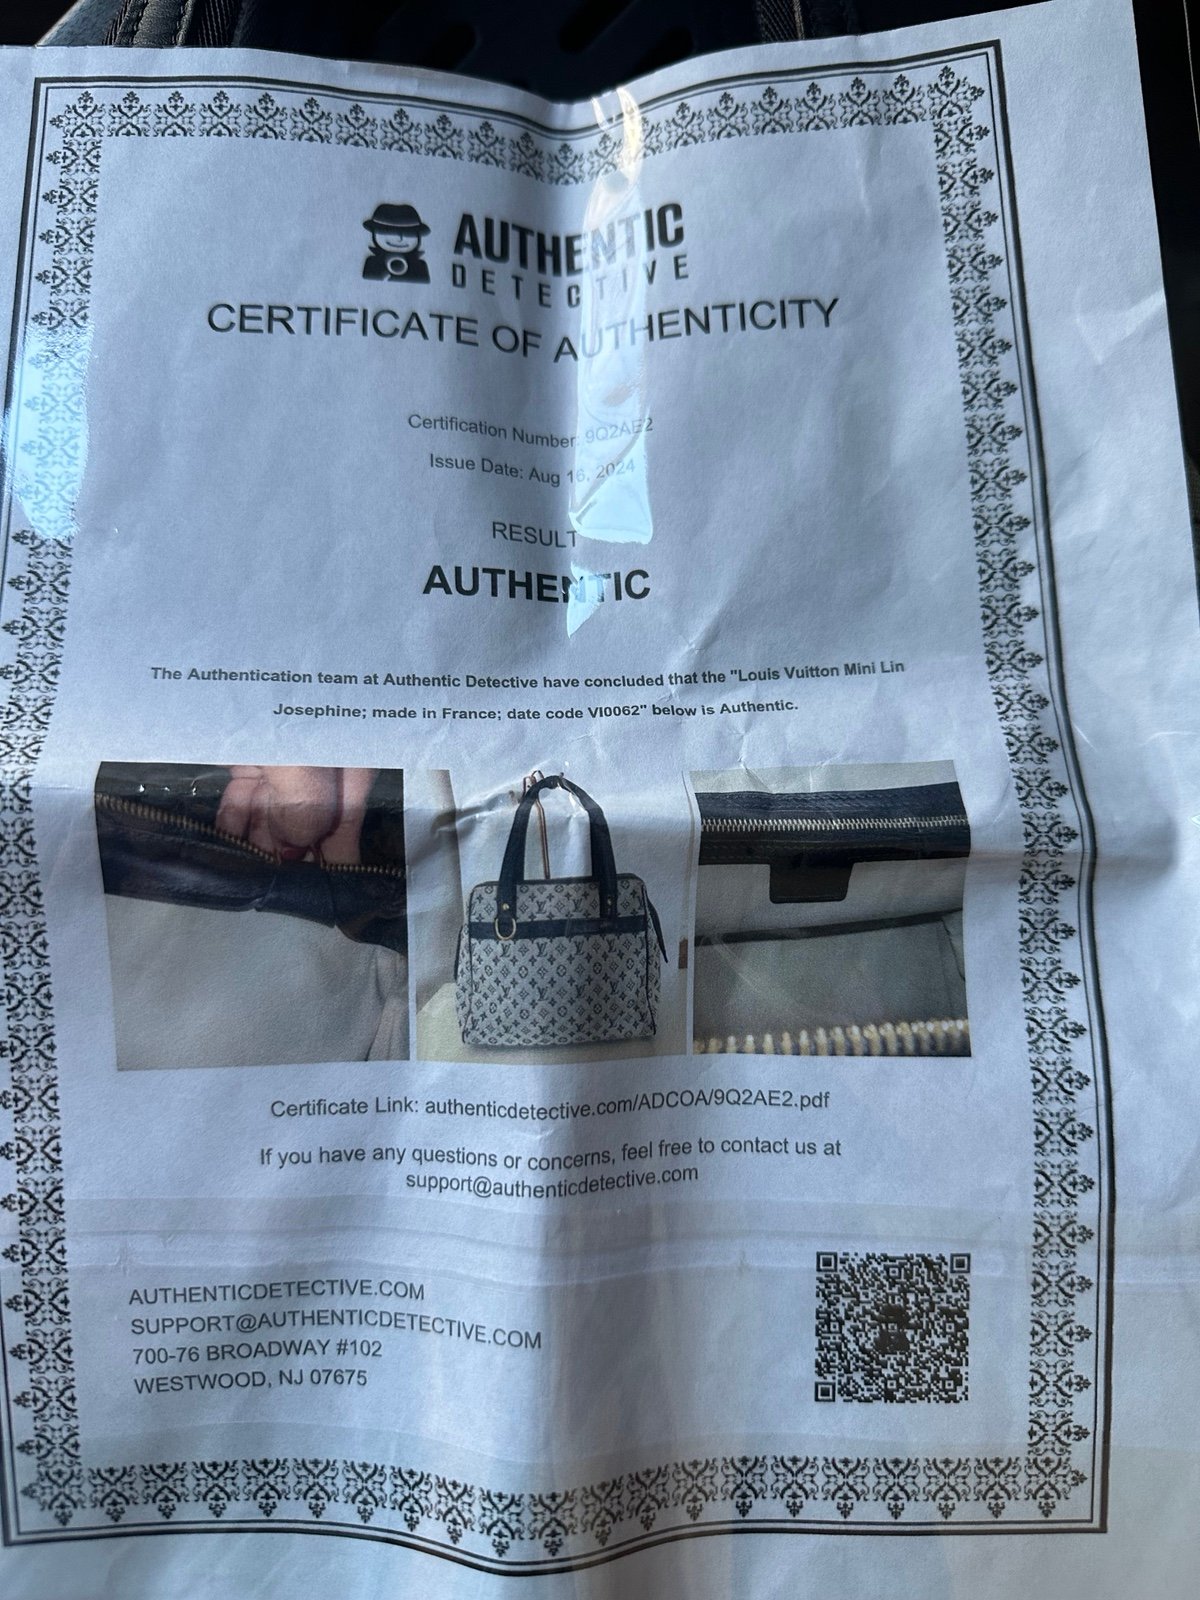 AUTHENTIC
DETECTIVE
CERTIFICATE OF AUTHENTICITY
Certification Number: 9Q2AE2
Issue Date: Aug 16, 2024
RESULT
AUTHENTIC
The Authentication team at Authentic Detective have concluded that the "Louis Vuitton Mini Lin
Josephine; made in France; date code VI0062" below is Authentic.
Certificate Link: authenticdetective.com/ADCOA/9Q2AE2.pdf
If you have any questions or concerns, feel free to contact us at
support@authenticdetective.com
AUTHENTICDETECTIVE.COM
SUPPORT@AUTHENTICDETECTIVE.COM
700-76 BROADWAY #102
WESTWOOD, NJ 07675